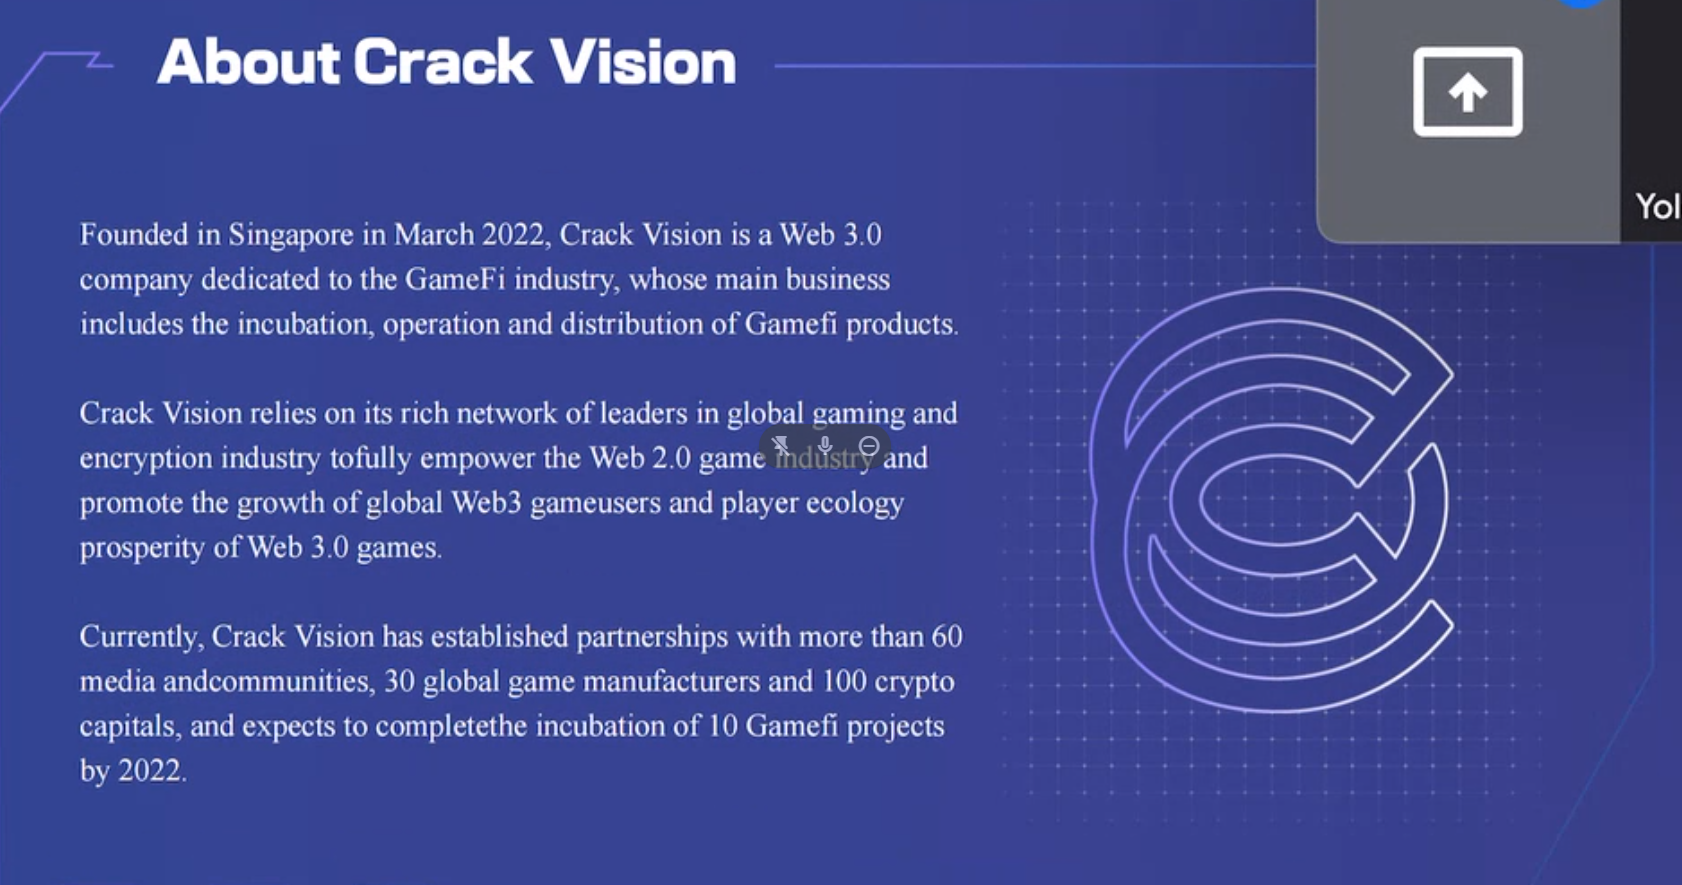 About Crack Vision
Yol
Founded in Singapore in March 2022, Crack Vision is a Web 3.0
company dedicated to the GameFi industry, whose main business
includes the incubation, operation and distribution of Gamefi products.
Crack Vision relies on its rich network of leaders in global gaming and
encryption industry tofully empower the Web 2.0 game industry and
promote the growth of global Web3 gameusers and player ecology
prosperity of Web 3.0 games.
Currently, Crack Vision has established partnerships with more than 60
media andcommunities, 30 global game manufacturers and 100 crypto
capitals, and expects to completethe incubation of 10 Gamefi projects
by 2022.